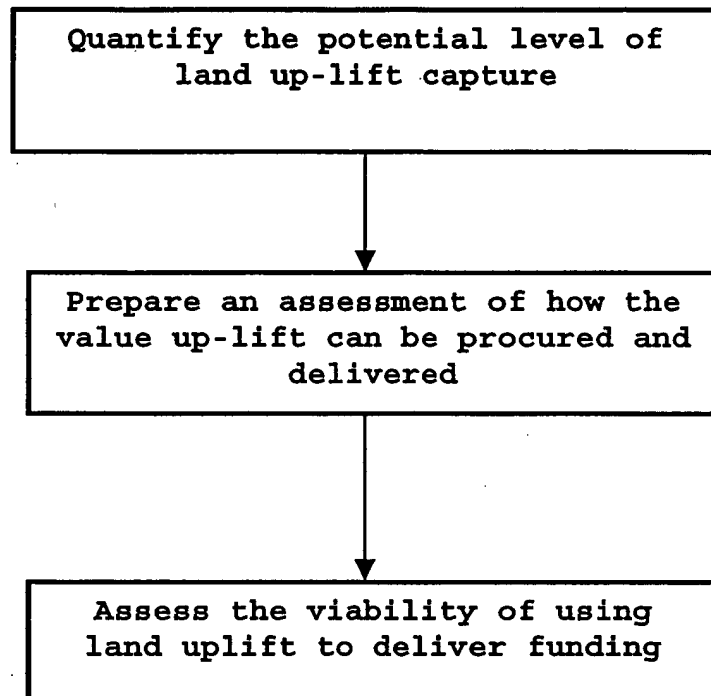 Quantify the potential level of
land up-lift capture
Prepare an assessment of how the
value up-lift can be procured and
delivered
Assess the viability of using
land uplift to deliver funding